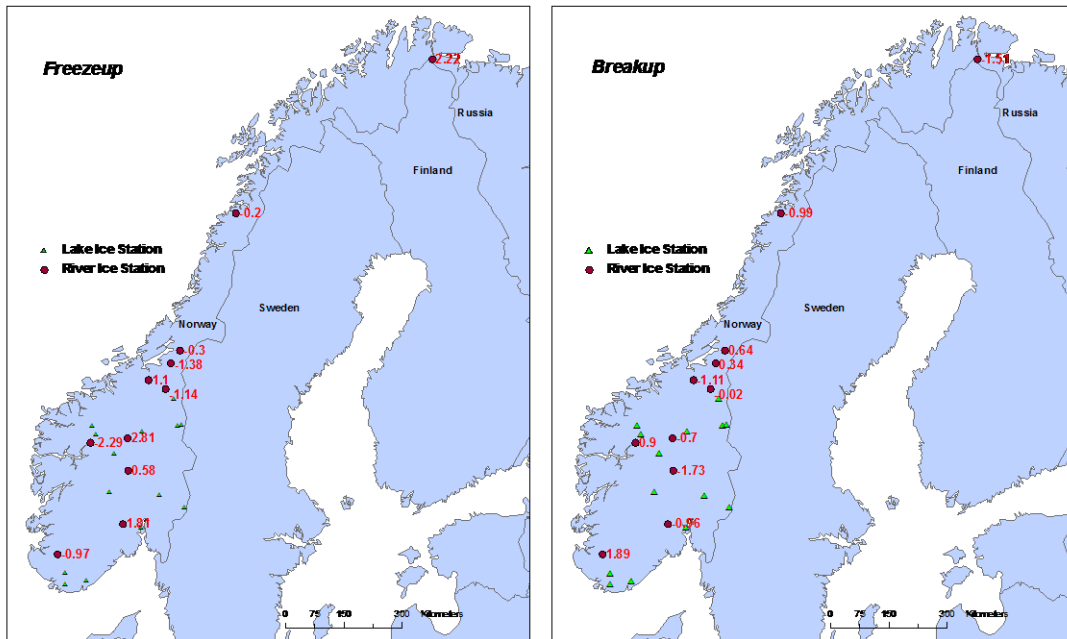 Freezeup
2.22
Russia
Finland
-0.2
Lake Ice Station
River Ice Station
Sweden
Norway
-0.3
-1.38
1.1
-1.14
2.81
-2.29
0.58
1.81
-0.97
0 75 150 300 Kilometers
Breakup
-1.51
Russia
Finland
-0.99
Lake Ice Station
River Ice Station
Sweden
Norway
0.64
0.34
-1.11
-0.02
0.9
-0.7
-1.73
-0.96
1.89
0 75 150 300 Kilometers